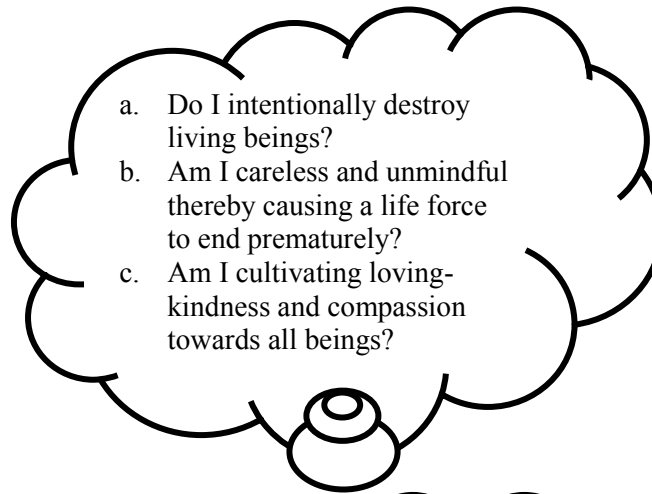 a. Do I intentionally destroy
living beings?
b. Am I careless and unmindful
thereby causing a life force
to end prematurely?
c. Am I cultivating loving-
kindness and compassion
towards all beings?